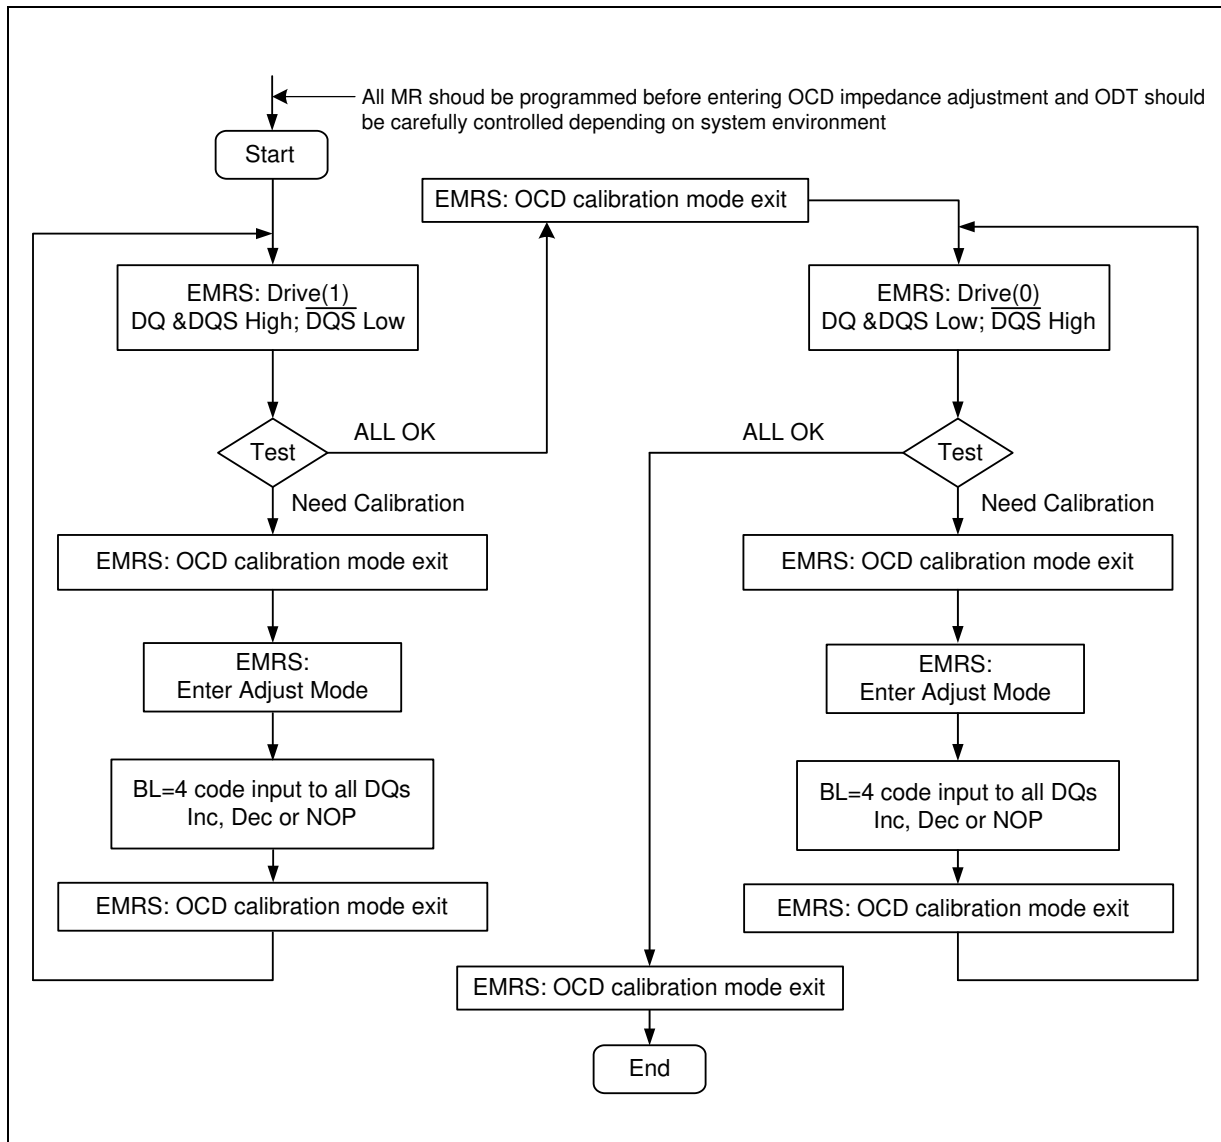 All MR shoud be programmed before entering OCD impedance adjustment and ODT should
be carefully controlled depending on system environment
Start
EMRS: OCD calibration mode exit
EMRS: Drive(1)
DQ &DQS High; D̅Q̅S̅ Low
Test
ALL OK
Need Calibration
EMRS: OCD calibration mode exit
EMRS:
Enter Adjust Mode
BL=4 code input to all DQs
Inc, Dec or NOP
EMRS: OCD calibration mode exit
EMRS: Drive(0)
DQ &DQS Low; D̅Q̅S̅ High
ALL OK
Test
Need Calibration
EMRS: OCD calibration mode exit
EMRS:
Enter Adjust Mode
BL=4 code input to all DQs
Inc, Dec or NOP
EMRS: OCD calibration mode exit
EMRS: OCD calibration mode exit
End